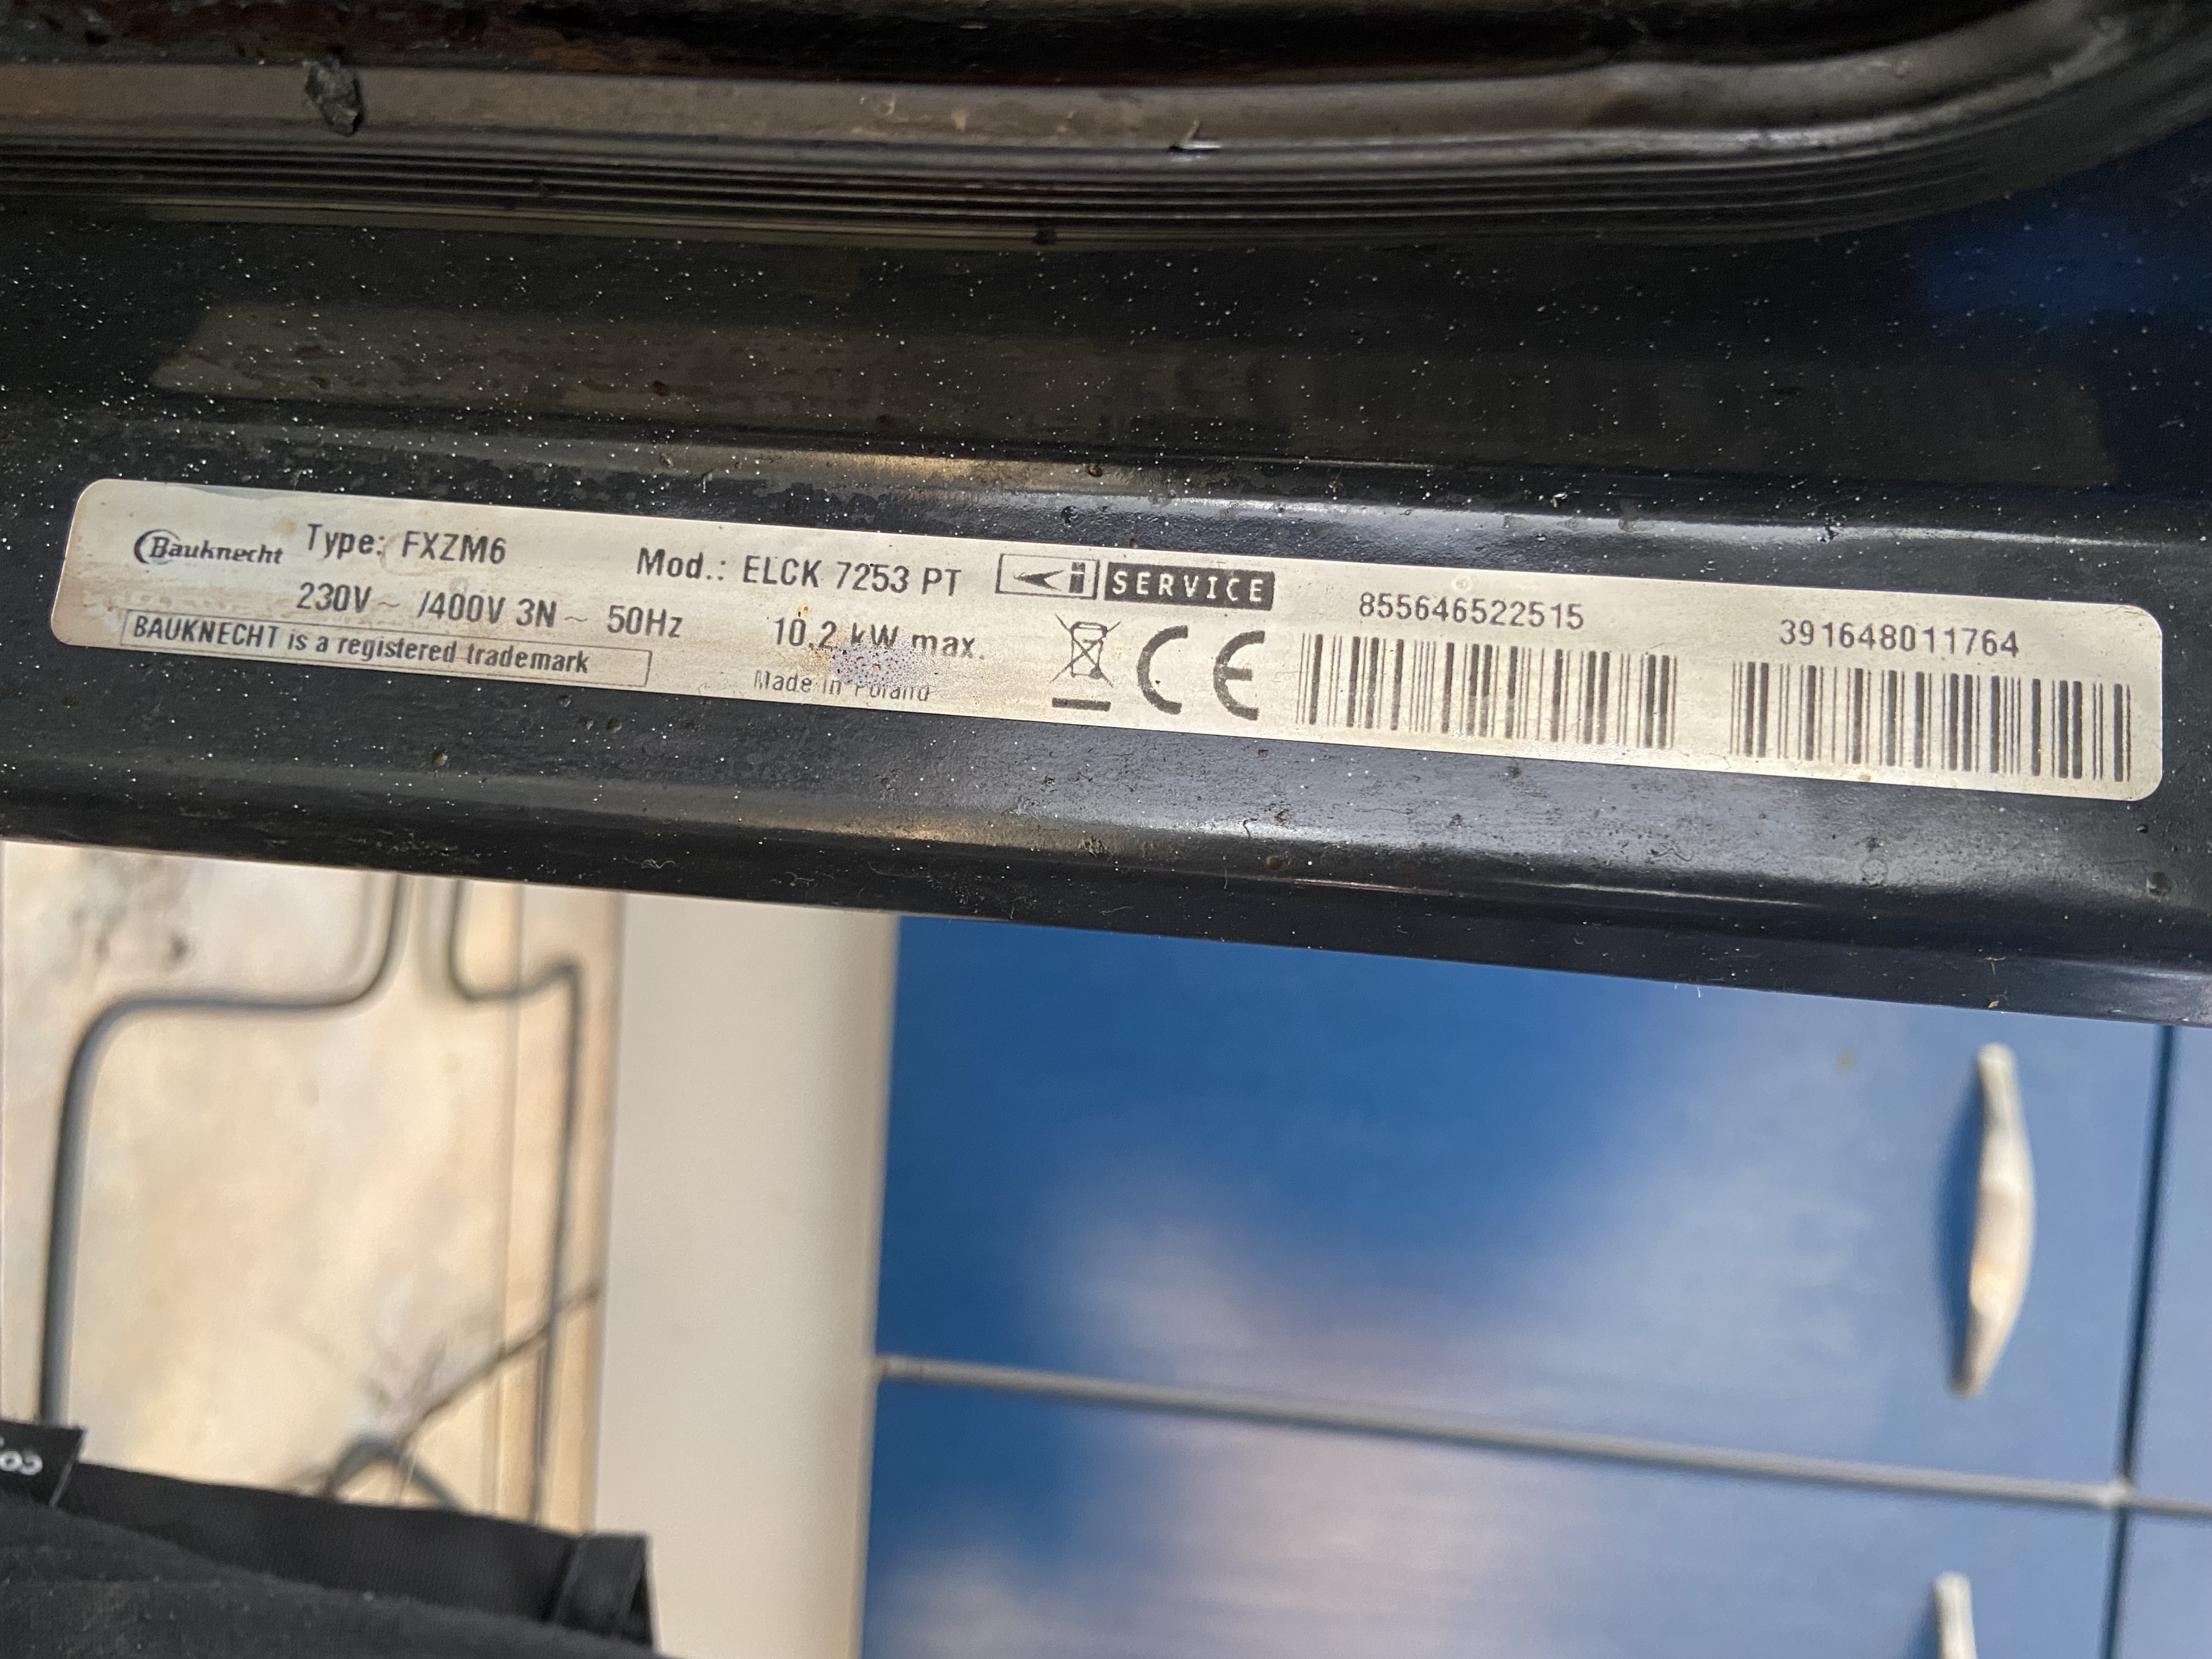 Bauknecht Type: FXZM6 Mod.: ELCK 7253 PT i SERVICE 855646522515 391648011764
230V ~ /400V 3N ~ 50Hz 10,2 kW max.
BAUKNECHT is a registered trademark Made in Poland CE